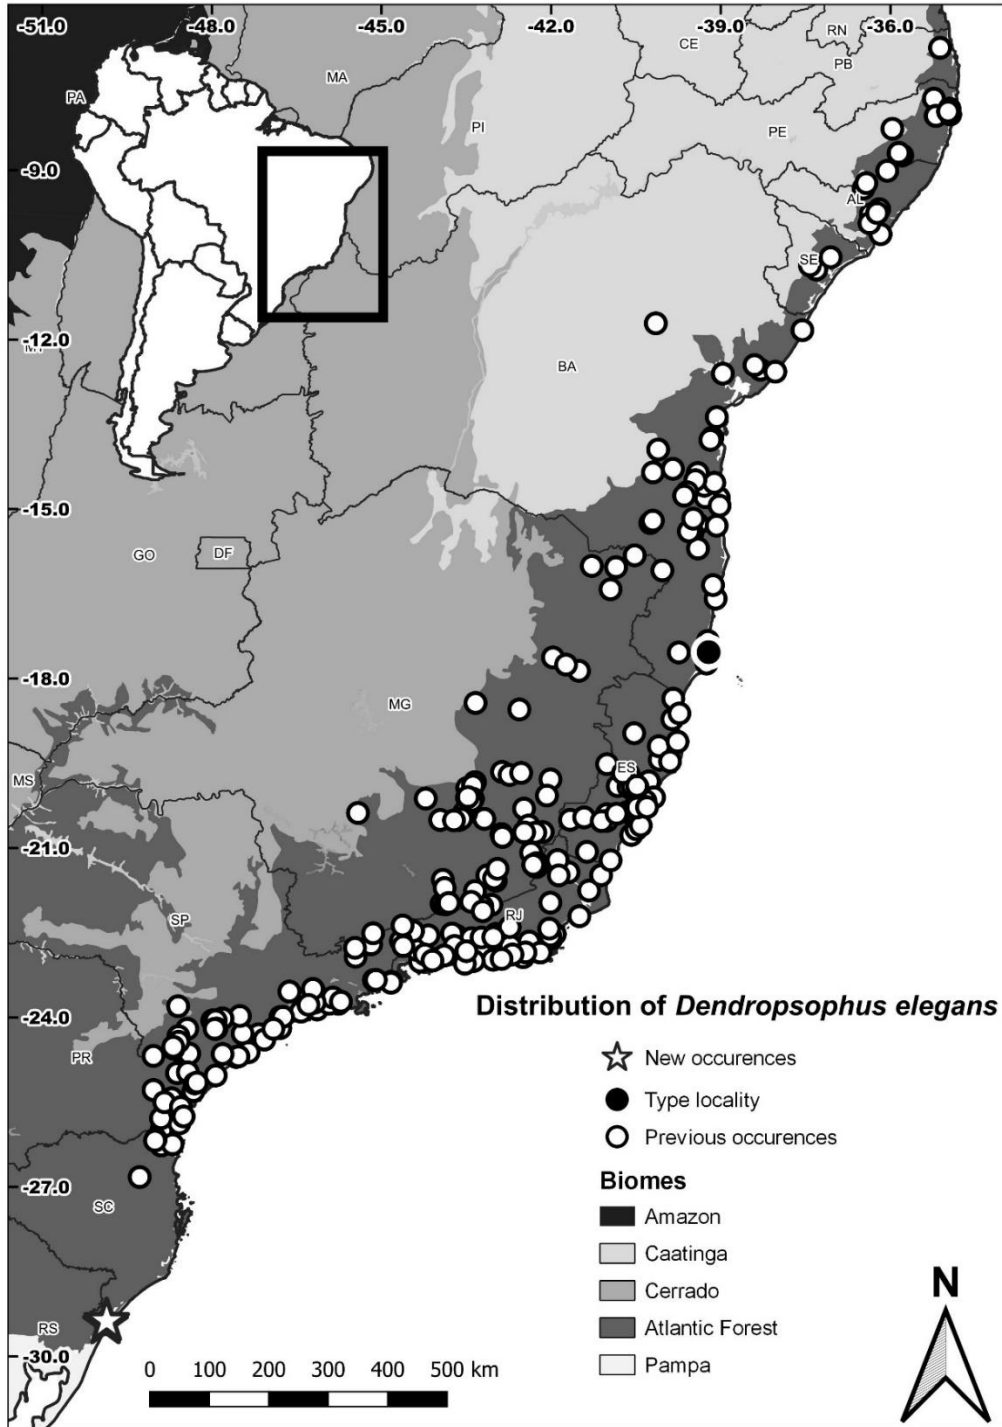 -51.0 -48.0 -45.0 -42.0 -39.0 -36.0
CE RN
PB
MA
PA
PI
PE
-9.0
AL
SE
-12.0
BA
-15.0
GO DF
-18.0
MG
MS
ES
-21.0
SP
RJ
Distribution of Dendropsophus elegans
-24.0
PR
New occurences
Type locality
Previous occurences
-27.0
SC
Biomes
Amazon
Caatinga
Cerrado
Atlantic Forest
Pampa
N
RS
-30.0
0 100 200 300 400 500 km